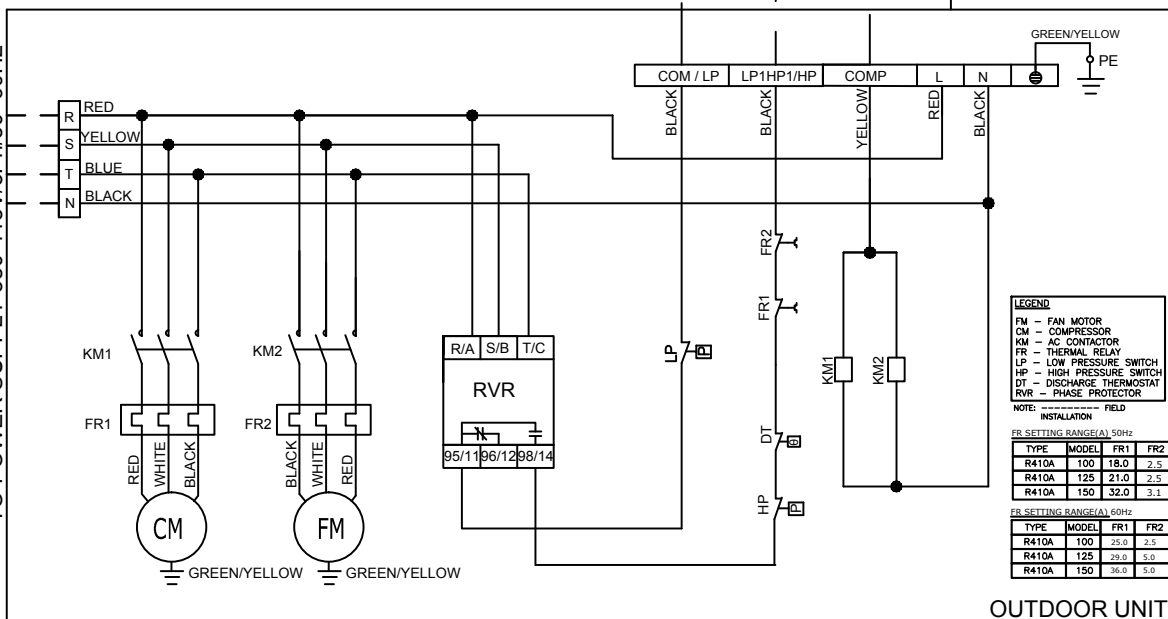 GREEN/YELLOW
PE
COM / LP LP1HP1/HP COMP L N
BLACK
BLACK
YELLOW
RED
BLACK
R RED
S YELLOW
T BLUE
N BLACK
FR2
FR1
KM1
KM2
R/A S/B T/C
RVR
95/11 96/12 98/14
LP
P
KM1
KM2
FR1
FR2
RED
WHITE
BLACK
BLACK
WHITE
RED
DT
θ
HP
P
CM
FM
GREEN/YELLOW
GREEN/YELLOW
LEGEND
FM – FAN MOTOR
CM – COMPRESSOR
KM – AC CONTACTOR
FR – THERMAL RELAY
LP – LOW PRESSURE SWITCH
HP – HIGH PRESSURE SWITCH
DT – DISCHARGE THERMOSTAT
RVR – PHASE PROTECTOR
NOTE: ---------- FIELD
INSTALLATION
FR SETTING RANGE(A) 50Hz
TYPE MODEL FR1 FR2
R410A 100 18.0 2.5
R410A 125 21.0 2.5
R410A 150 32.0 3.1
FR SETTING RANGE(A) 60Hz
TYPE MODEL FR1 FR2
R410A 100 25.0 2.5
R410A 125 29.0 5.0
R410A 150 36.0 5.0
OUTDOOR UNIT